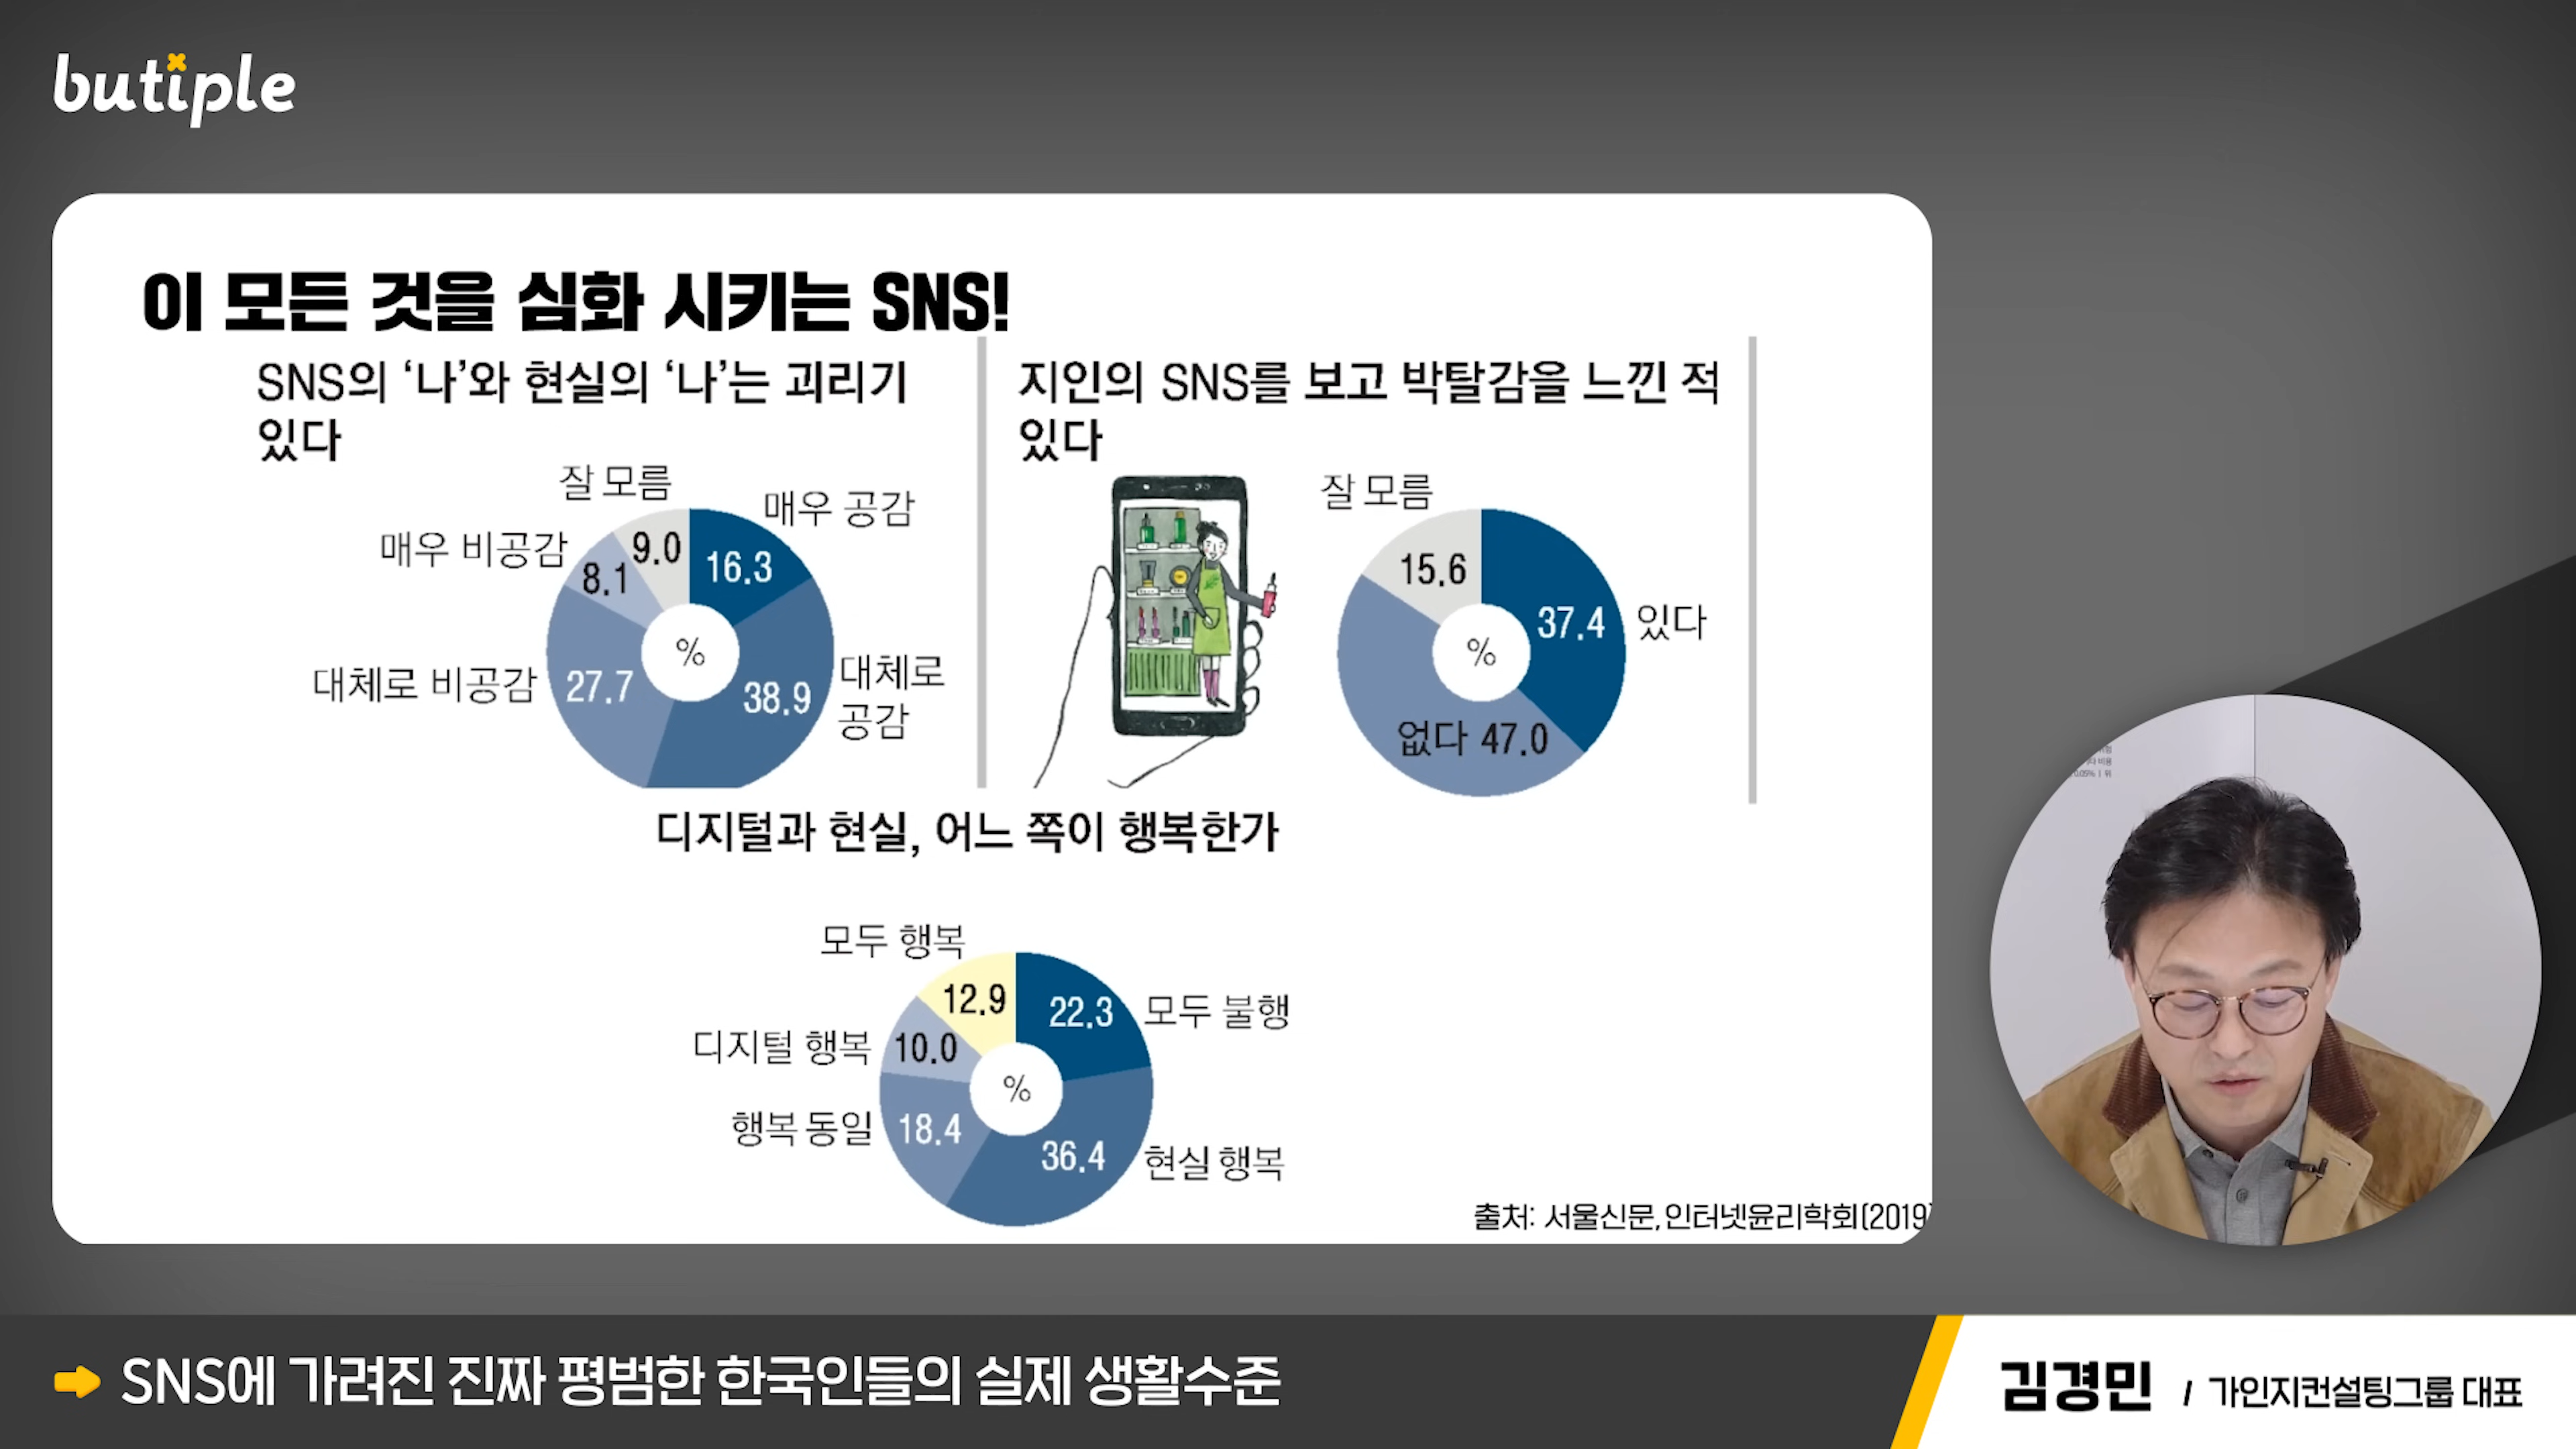 butiple
이 모든 것을 심화 시키는 SNS!
SNS의 ‘나’와 현실의 ‘나’는 괴리기
있다
잘 모름
매우 공감
매우 비공감
9.0
16.3
8.1
%
대체로 비공감
27.7
38.9
대체로
공감
지인의 SNS를 보고 박탈감을 느낀 적
있다
잘 모름
15.6
37.4
있다
%
없다 47.0
디지털과 현실, 어느 쪽이 행복한가
모두 행복
12.9
22.3
모두 불행
디지털 행복
10.0
%
행복 동일
18.4
36.4
현실 행복
출처: 서울신문,인터넷윤리학회(2019)
SNS에 가려진 진짜 평범한 한국인들의 실제 생활수준
김경민 / 가인지컨설팅그룹 대표